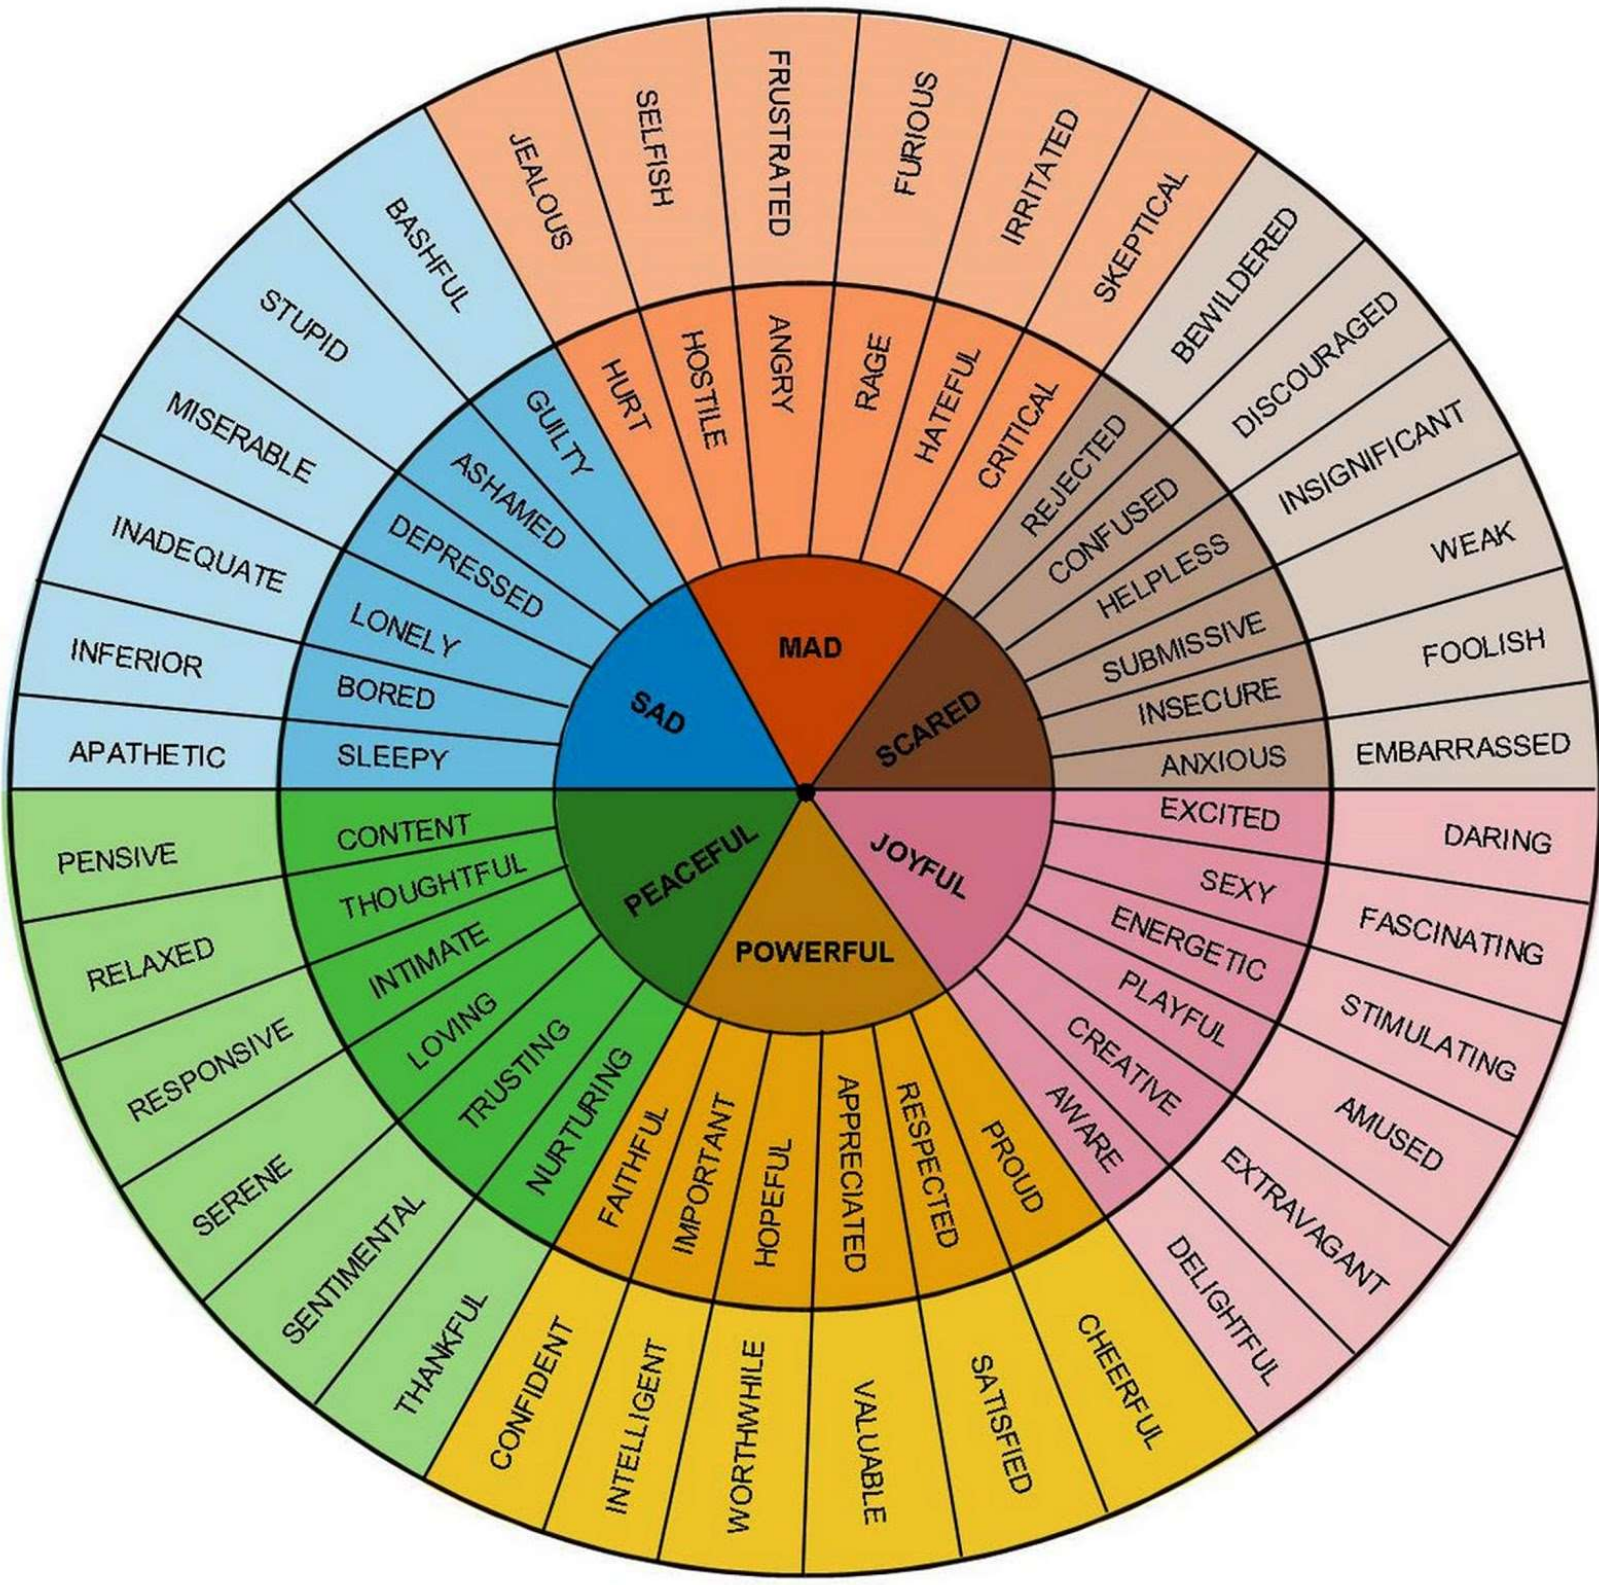 MAD
SCARED
JOYFUL
POWERFUL
PEACEFUL
SAD
HURT
HOSTILE
ANGRY
RAGE
HATEFUL
CRITICAL
REJECTED
CONFUSED
HELPLESS
SUBMISSIVE
INSECURE
ANXIOUS
EXCITED
SEXY
ENERGETIC
PLAYFUL
CREATIVE
AWARE
PROUD
RESPECTED
APPRECIATED
HOPEFUL
IMPORTANT
FAITHFUL
NURTURING
TRUSTING
LOVING
INTIMATE
THOUGHTFUL
CONTENT
SLEEPY
BORED
LONELY
DEPRESSED
ASHAMED
GUILTY
JEALOUS
SELFISH
FRUSTRATED
FURIOUS
IRRITATED
SKEPTICAL
BEWILDERED
DISCOURAGED
INSIGNIFICANT
WEAK
FOOLISH
EMBARRASSED
DARING
FASCINATING
STIMULATING
AMUSED
EXTRAVAGANT
DELIGHTFUL
CHEERFUL
SATISFIED
VALUABLE
WORTHWHILE
INTELLIGENT
CONFIDENT
THANKFUL
SENTIMENTAL
SERENE
RESPONSIVE
RELAXED
PENSIVE
APATHETIC
INFERIOR
INADEQUATE
MISERABLE
STUPID
BASHFUL